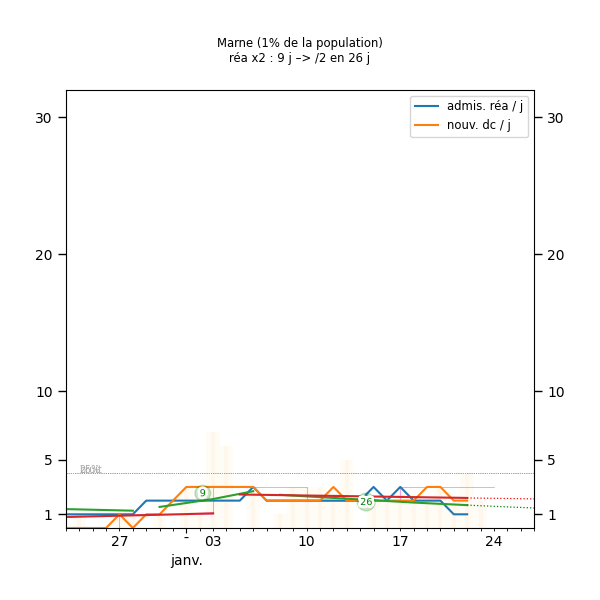 Marne (1% de la population)
réa x2 : 9 j –> /2 en 26 j
admis. réa / j
nouv. dc / j
30 30
20 20
10 10
5 5
1 1
9
26
27 - 03 10 17 24
janv.